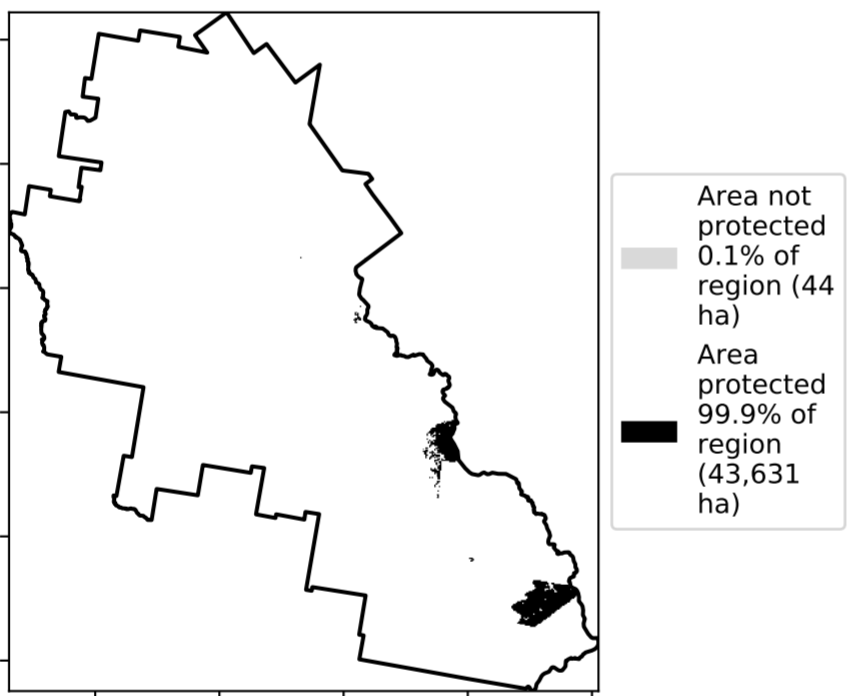 Area not
protected
0.1% of
region (44
ha)
Area
protected
99.9% of
region
(43,631
ha)